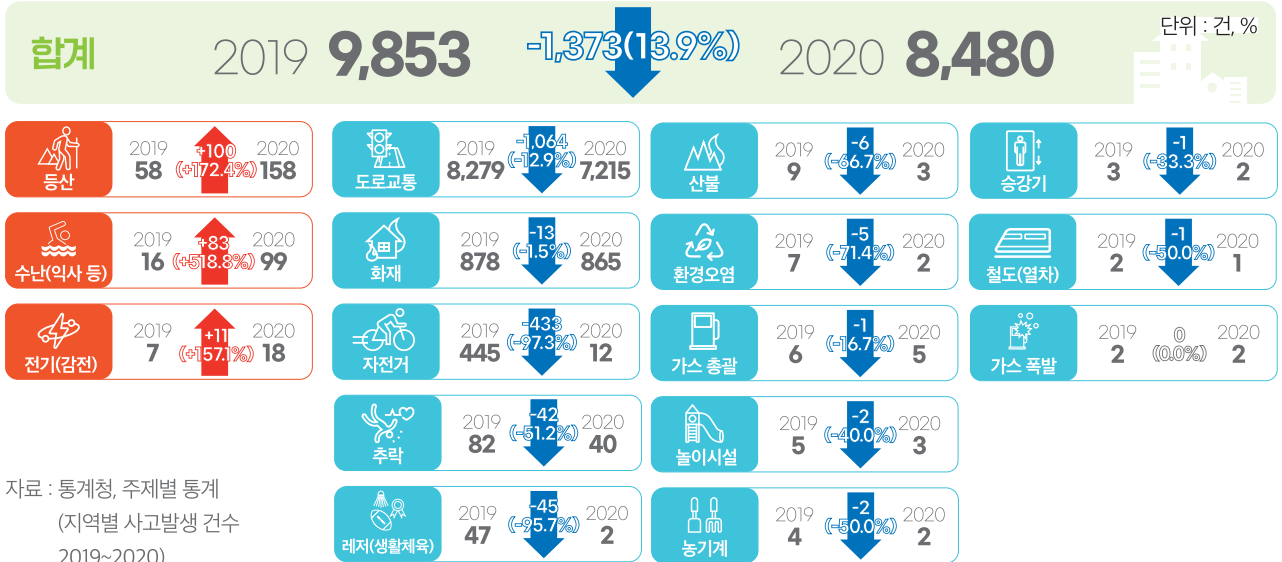 합계 2019 9,853 -1,373(13.9%) 2020 8,480
단위 : 건, %
등산 2019 58 +100 (+172.4%) 2020 158
수난(익사 등) 2019 16 +83 (+518.8%) 2020 99
전기(감전) 2019 7 +11 (+157.1%) 2020 18
도로교통 2019 8,279 -1,064 (-12.9%) 2020 7,215
화재 2019 878 -13 (-1.5%) 2020 865
자전거 2019 445 -433 (-97.3%) 2020 12
추락 2019 82 -42 (-51.2%) 2020 40
레저(생활체육) 2019 47 -45 (-95.7%) 2020 2
산불 2019 9 -6 (-66.7%) 2020 3
환경오염 2019 7 -5 (-71.4%) 2020 2
가스 총괄 2019 6 -1 (-16.7%) 2020 5
놀이시설 2019 5 -2 (-40.0%) 2020 3
농기계 2019 4 -2 (-50.0%) 2020 2
승강기 2019 3 -1 (-33.3%) 2020 2
철도(열차) 2019 2 -1 (-50.0%) 2020 1
가스 폭발 2019 2 0 (0.0%) 2020 2
자료 : 통계청, 주제별 통계
(지역별 사고발생 건수
2019~2020)